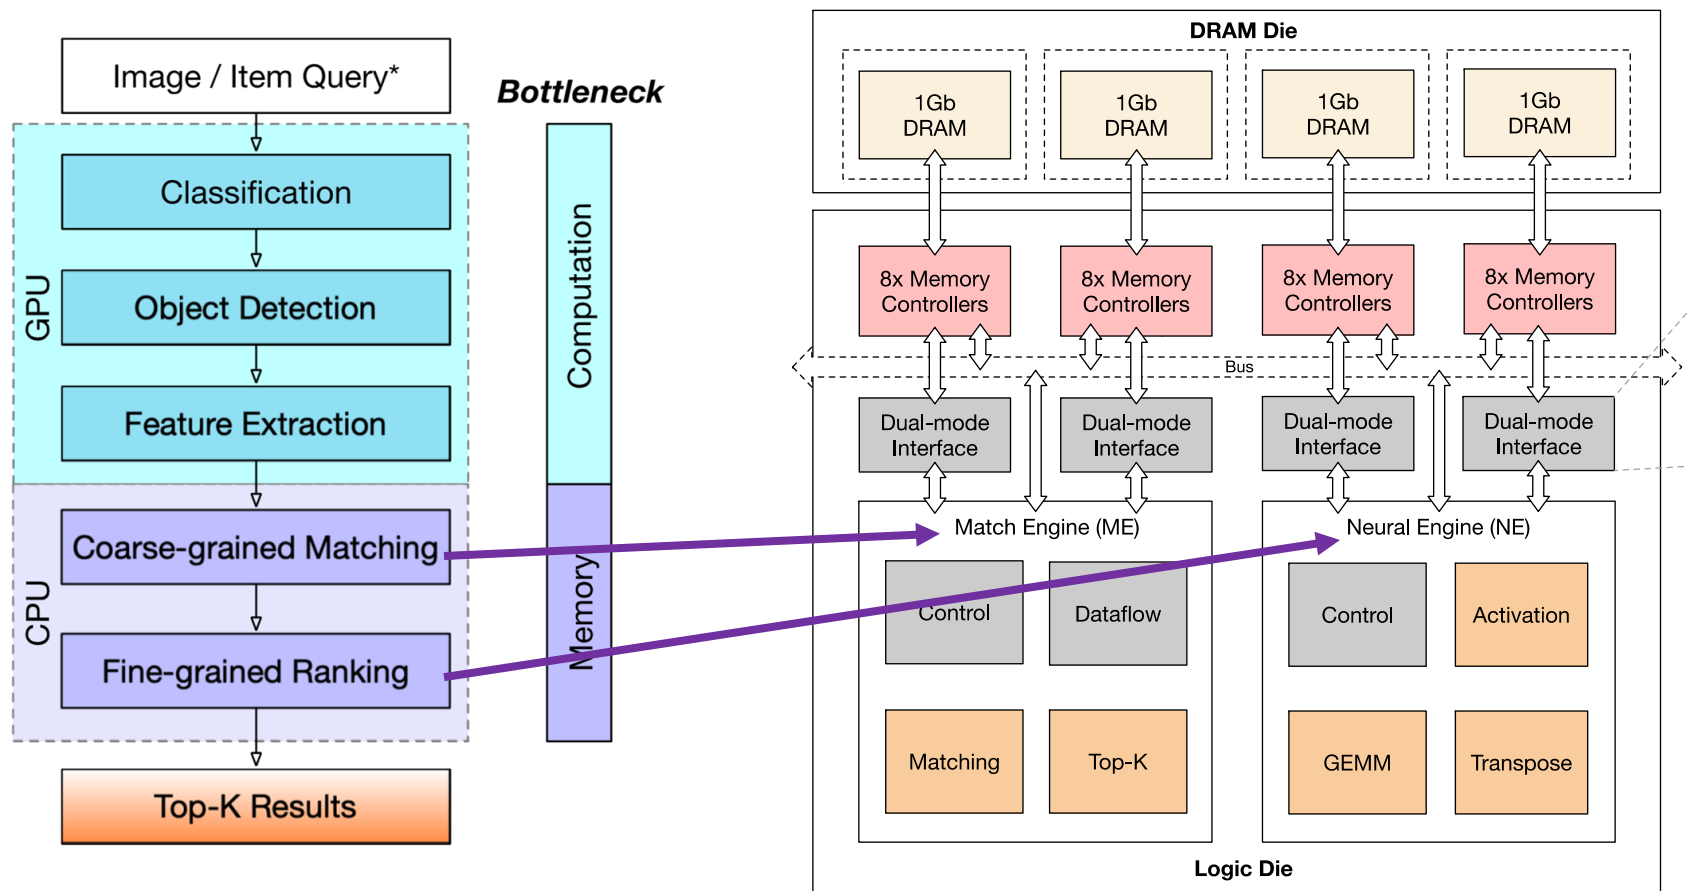 Image / Item Query*
Bottleneck
GPU
Classification
Object Detection
Feature Extraction
Computation
CPU
Coarse-grained Matching
Fine-grained Ranking
Memory
Top-K Results
DRAM Die
1Gb
DRAM
1Gb
DRAM
1Gb
DRAM
1Gb
DRAM
8x Memory
Controllers
8x Memory
Controllers
8x Memory
Controllers
8x Memory
Controllers
Bus
Dual-mode
Interface
Dual-mode
Interface
Dual-mode
Interface
Dual-mode
Interface
Match Engine (ME)
Control
Dataflow
Matching
Top-K
Neural Engine (NE)
Control
Activation
GEMM
Transpose
Logic Die